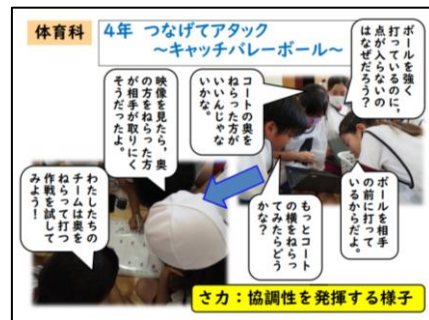 体育科
4年 つなげてアタック
~キャッチバレーボール~
ボールを強く
打っているのに、
点が入らないの
はなぜだろう?
ボールを相手
の前に打って
いるからだよ。
コートの奥を
ねらった方が
いいんじゃな
いかな。
もっとコート
の横をねらっ
てみたらどう
かな?
映像を見たら、奥
の方をねらった方
が相手が取りにく
そうだったよ。
わたしたちの
チームは奥を
ねらって打つ
作戦を試して
みよう!
さ力:協調性を発揮する様子